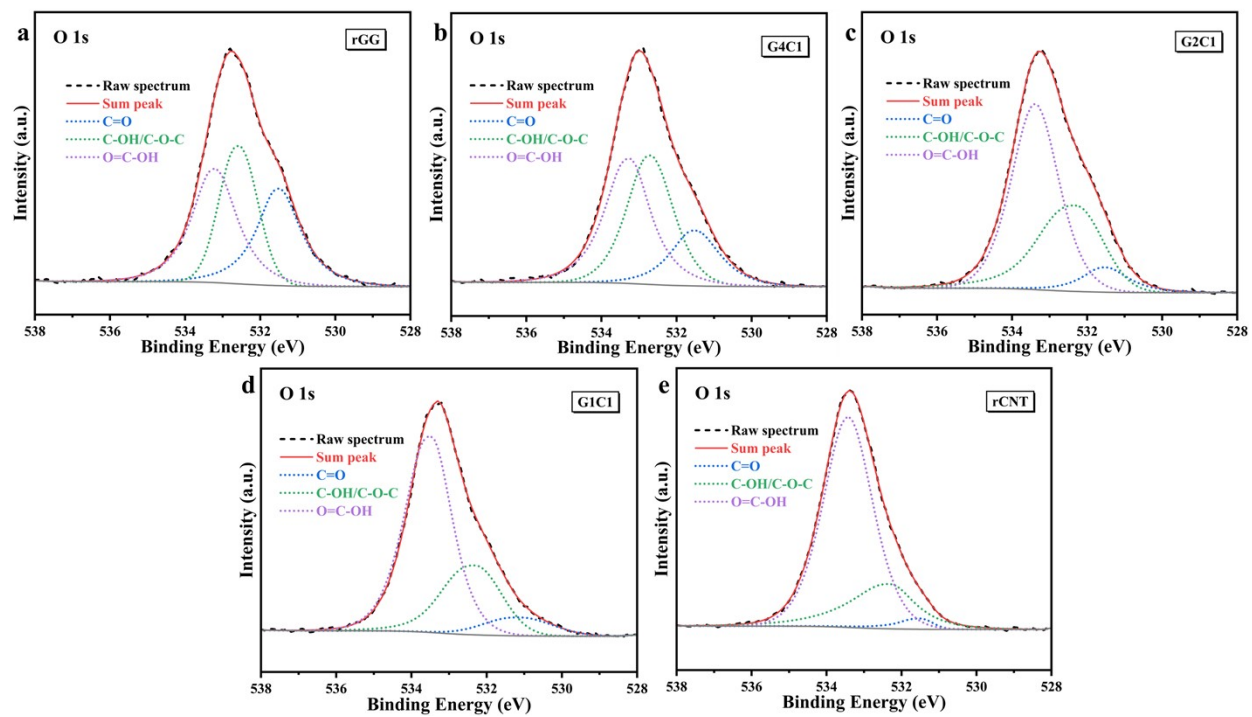 a
O 1s
rGG
Raw spectrum
Sum peak
C=O
C-OH/C-O-C
O=C-OH
Intensity (a.u.)
538 536 534 532 530 528
Binding Energy (eV)
b
O 1s
G4C1
Raw spectrum
Sum peak
C=O
C-OH/C-O-C
O=C-OH
Intensity (a.u.)
538 536 534 532 530 528
Binding Energy (eV)
c
O 1s
G2C1
Raw spectrum
Sum peak
C=O
C-OH/C-O-C
O=C-OH
Intensity (a.u.)
538 536 534 532 530 528
Binding Energy (eV)
d
O 1s
G1C1
Raw spectrum
Sum peak
C=O
C-OH/C-O-C
O=C-OH
Intensity (a.u.)
538 536 534 532 530 528
Binding Energy (eV)
e
O 1s
rCNT
Raw spectrum
Sum peak
C=O
C-OH/C-O-C
O=C-OH
Intensity (a.u.)
538 536 534 532 530 528
Binding Energy (eV)